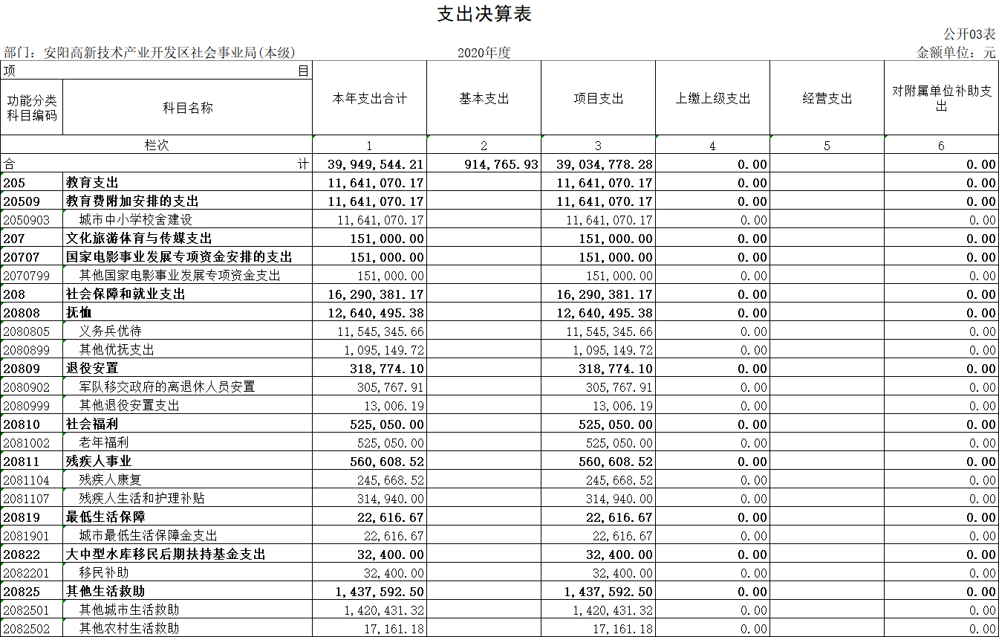 支出决算表
公开03表
部门：安阳高新技术产业开发区社会事业局(本级) 2020年度 金额单位：元
项 目 本年支出合计 基本支出 项目支出 上缴上级支出 经营支出 对附属单位补助支出
功能分类科目编码 科目名称
栏次 1 2 3 4 5 6
合 计 39,949,544.21 914,765.93 39,034,778.28 0.00 0.00
205 教育支出 11,641,070.17 11,641,070.17 0.00 0.00
20509 教育费附加安排的支出 11,641,070.17 11,641,070.17 0.00 0.00
2050903 城市中小学校舍建设 11,641,070.17 11,641,070.17 0.00 0.00
207 文化旅游体育与传媒支出 151,000.00 151,000.00 0.00 0.00
20707 国家电影事业发展专项资金安排的支出 151,000.00 151,000.00 0.00 0.00
2070799 其他国家电影事业发展专项资金支出 151,000.00 151,000.00 0.00 0.00
208 社会保障和就业支出 16,290,381.17 16,290,381.17 0.00 0.00
20808 抚恤 12,640,495.38 12,640,495.38 0.00 0.00
2080805 义务兵优待 11,545,345.66 11,545,345.66 0.00 0.00
2080899 其他优抚支出 1,095,149.72 1,095,149.72 0.00 0.00
20809 退役安置 318,774.10 318,774.10 0.00 0.00
2080902 军队移交政府的离退休人员安置 305,767.91 305,767.91 0.00 0.00
2080999 其他退役安置支出 13,006.19 13,006.19 0.00 0.00
20810 社会福利 525,050.00 525,050.00 0.00 0.00
2081002 老年福利 525,050.00 525,050.00 0.00 0.00
20811 残疾人事业 560,608.52 560,608.52 0.00 0.00
2081104 残疾人康复 245,668.52 245,668.52 0.00 0.00
2081107 残疾人生活和护理补贴 314,940.00 314,940.00 0.00 0.00
20819 最低生活保障 22,616.67 22,616.67 0.00 0.00
2081901 城市最低生活保障金支出 22,616.67 22,616.67 0.00 0.00
20822 大中型水库移民后期扶持基金支出 32,400.00 32,400.00 0.00 0.00
2082201 移民补助 32,400.00 32,400.00 0.00 0.00
20825 其他生活救助 1,437,592.50 1,437,592.50 0.00 0.00
2082501 其他城市生活救助 1,420,431.32 1,420,431.32 0.00 0.00
2082502 其他农村生活救助 17,161.18 17,161.18 0.00 0.00